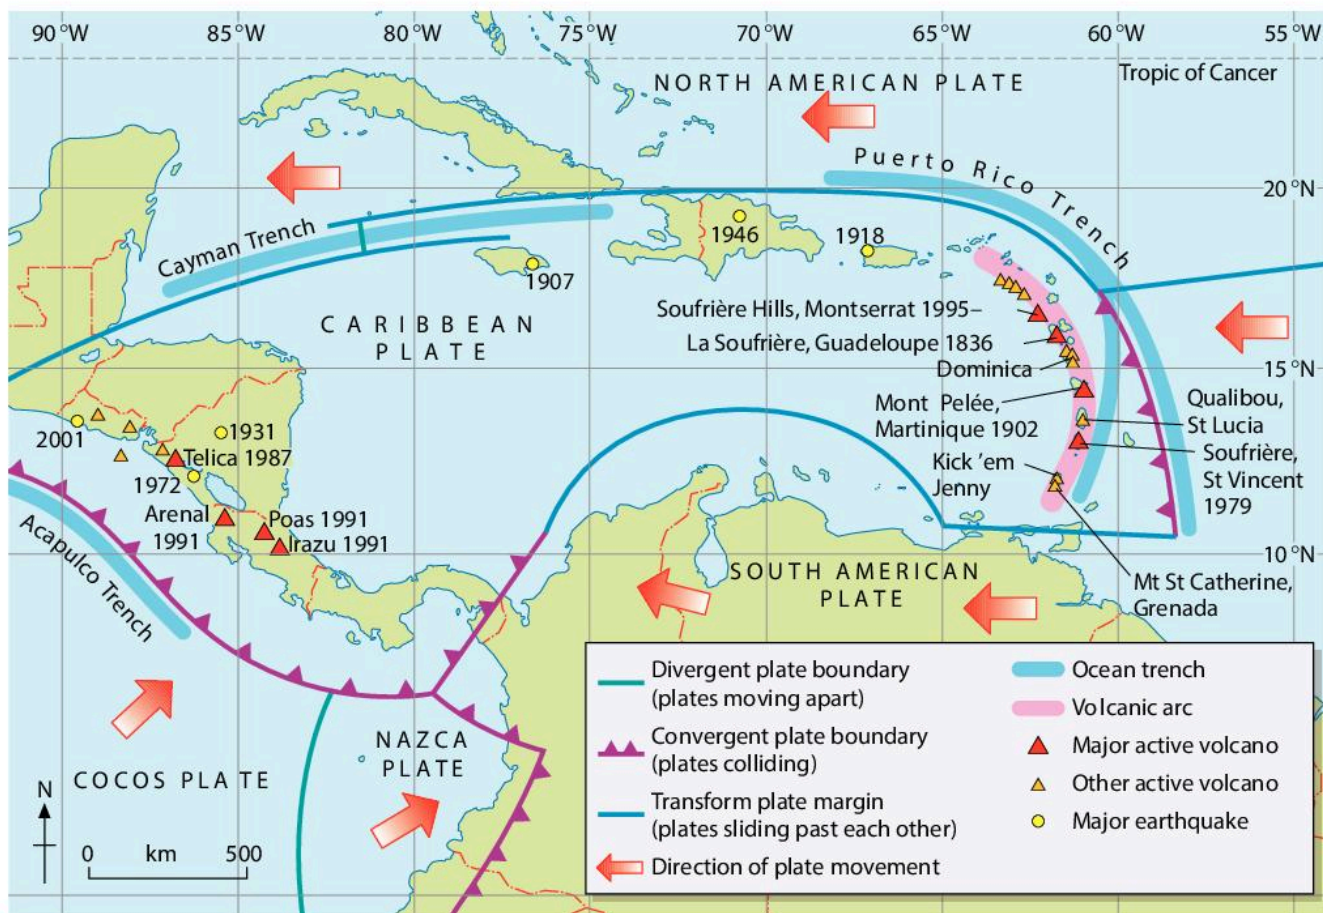 90°W
85°W
80°W
75°W
70°W
65°W
60°W
55°W
Tropic of Cancer
NORTH AMERICAN PLATE
Puerto Rico Trench
20°N
Cayman Trench
1946
1918
1907
CARIBBEAN
PLATE
Soufrière Hills, Montserrat 1995–
La Soufrière, Guadeloupe 1836
Dominica
15°N
Mont Pelée,
Martinique 1902
Qualibou,
St Lucia
2001
1931
Telica 1987
Soufrière,
St Vincent
1979
Kick 'em
Jenny
1972
Arenal
1991
Poas 1991
Irazu 1991
Acapulco Trench
10°N
SOUTH AMERICAN
PLATE
Mt St Catherine,
Grenada
NAZCA
PLATE
COCOS PLATE
N
0 km 500
Divergent plate boundary
(plates moving apart)
Convergent plate boundary
(plates colliding)
Transform plate margin
(plates sliding past each other)
Direction of plate movement
Ocean trench
Volcanic arc
Major active volcano
Other active volcano
Major earthquake